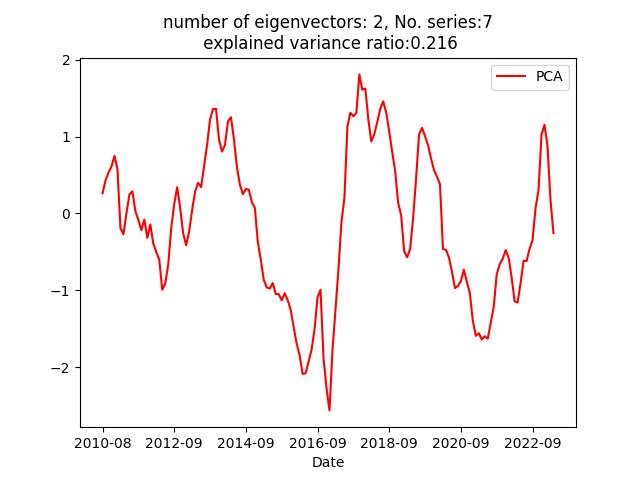 number of eigenvectors: 2, No. series:7
explained variance ratio:0.216
PCA
2
1
0
−1
−2
2010-08 2012-09 2014-09 2016-09 2018-09 2020-09 2022-09
Date